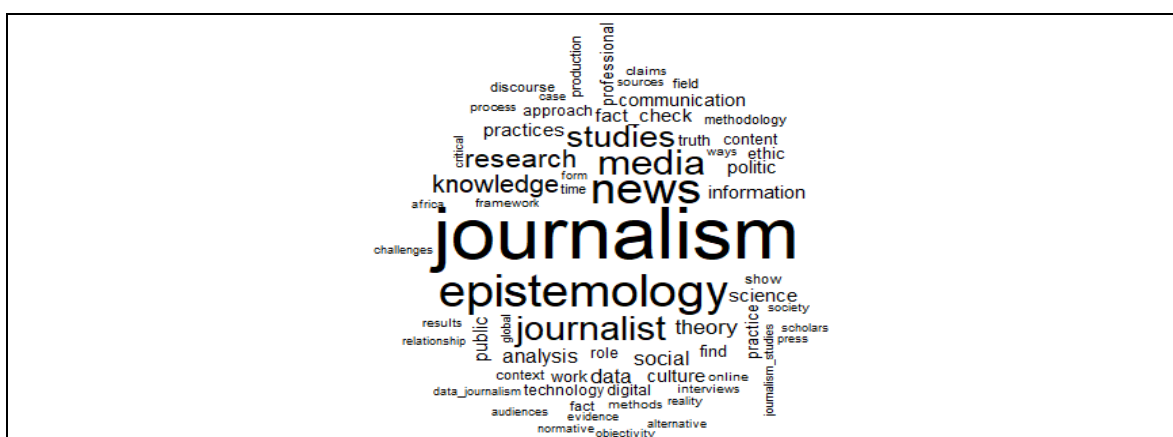 production
professional
claims
discourse
sources field
case
communication
process approach
fact_check
methodology
critical
practices studies truth content
research media ways ethic
politic
form
knowledge time news information
africa framework
journalism
challenges
epistemology
show
science
society
results
relationship
public
global
journalist theory
practice
journalism_studies
scholars
press
analysis role social find
context work data culture online
data_journalism technology digital interviews
audiences fact methods reality
evidence
normative objectivity alternative